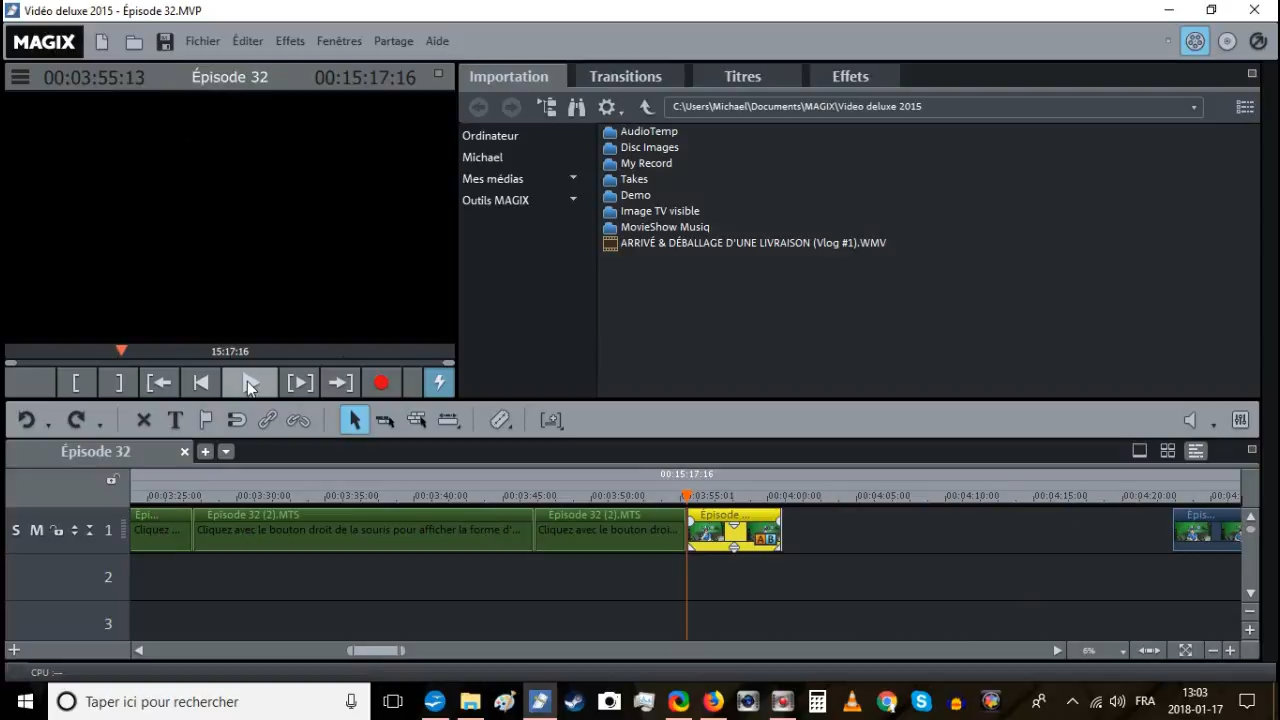 Vidéo deluxe 2015 - Épisode 32.MVP
MAGIX
Fichier Éditer Effets Fenêtres Partage Aide
00:03:55:13 Épisode 32 00:15:17:16
Importation Transitions Titres Effets
C:\Users\Michael\Documents\MAGIX\Video deluxe 2015
Ordinateur
Michael
Mes médias
Outils MAGIX
AudioTemp
Disc Images
My Record
Takes
Demo
Image TV visible
MovieShow Musiq
ARRIVÉ & DÉBALLAGE D'UNE LIVRAISON (Vlog #1).WMV
15:17:16
Épisode 32
00:15:17:16
00:03:25:00 00:03:30:00 00:03:35:00 00:03:40:00 00:03:45:00 00:03:50:00 00:03:55:01 00:04:00:00 00:04:05:00 00:04:10:00 00:04:15:00 00:04:20:00 00:04:
Epi... Épisode 32 (2).MTS Épisode 32 (2).MTS Épisode ... Épis...
Cliquez ... Cliquez avec le bouton droit de la souris pour afficher la forme d'... Cliquez avec le bouton droi...
S M 1
2
3
6%
CPU :--
Taper ici pour rechercher
FRA
13:03
2018-01-17